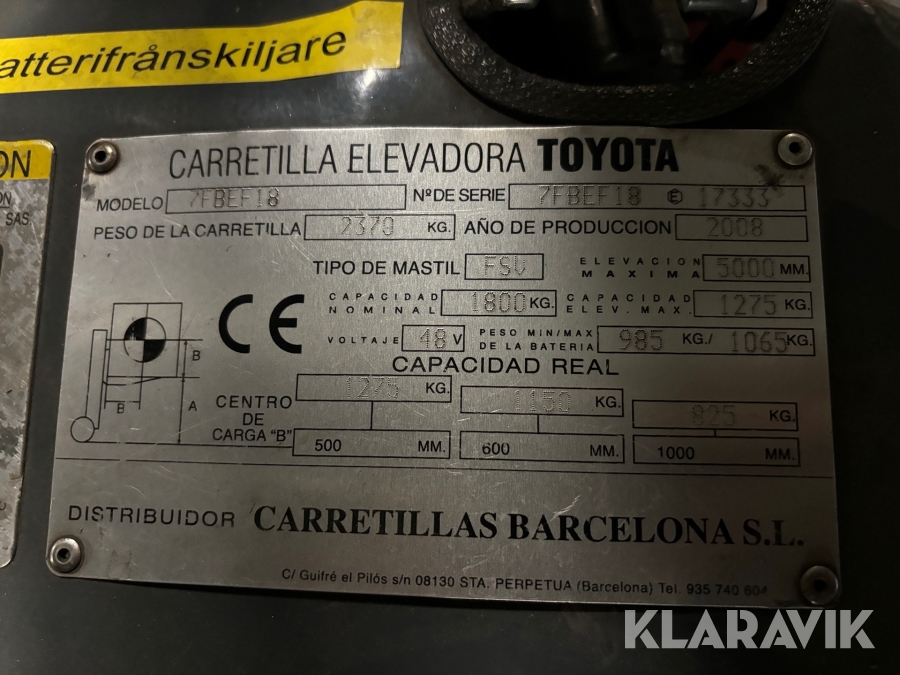 atterifrånskiljare
ON
ON
SAS.
CARRETILLA ELEVADORA TOYOTA
MODELO 7FBEF18 Nº DE SERIE 7FBEF18 E 17333
PESO DE LA CARRETILLA 2370 KG. AÑO DE PRODUCCION 2008
TIPO DE MASTIL FSV ELEVACION MAXIMA 5000 MM.
CAPACIDAD NOMINAL 1800 KG. CAPACIDAD ELEV. MAX. 1275 KG.
VOLTAJE 48 V PESO MIN/MAX DE LA BATERIA 985 KG./ 1065 KG.
CAPACIDAD REAL
1275 KG. 1150 KG. 825 KG.
CENTRO DE CARGA "B" 500 MM. 600 MM. 1000 MM.
B
B
A
CE
DISTRIBUIDOR CARRETILLAS BARCELONA S.L.
C/ Guifré el Pilós s/n 08130 STA. PERPETUA (Barcelona) Tel. 935 740 604
KLARAVIK